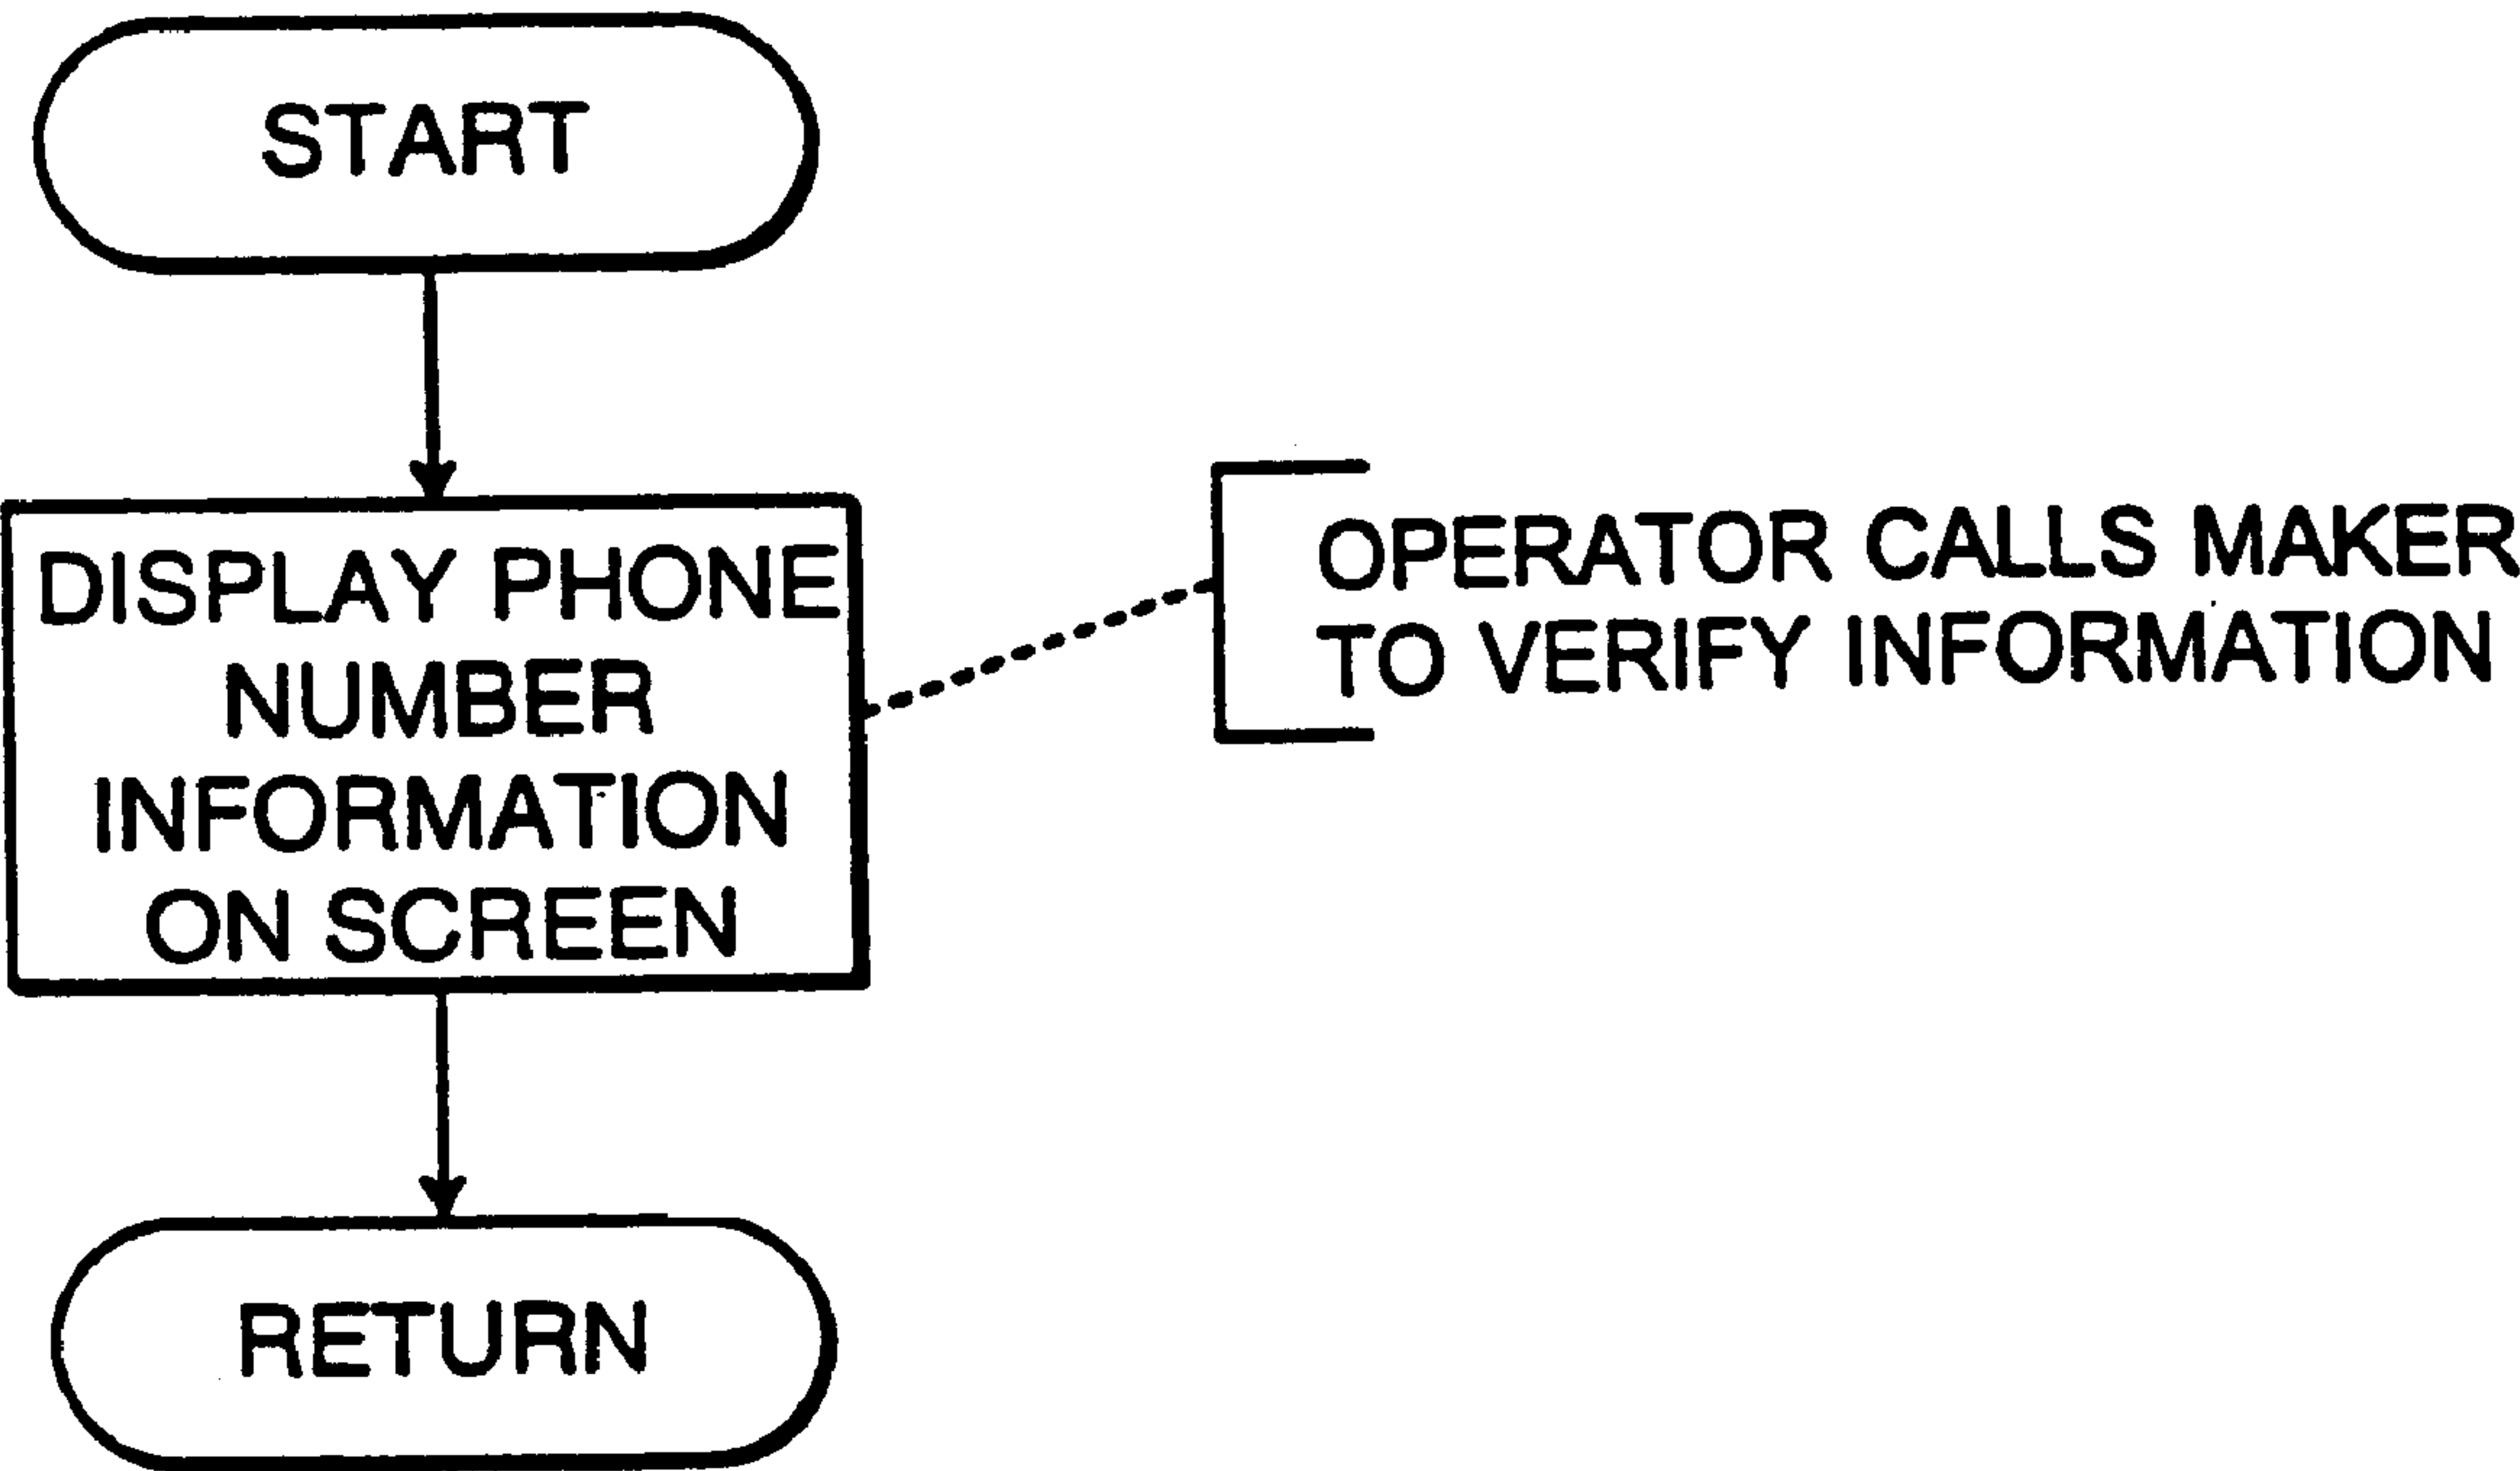 START
DISPLAY PHONE
NUMBER
INFORMATION
ON SCREEN
OPERATOR CALLS MAKER
TO VERIFY INFORMATION
RETURN